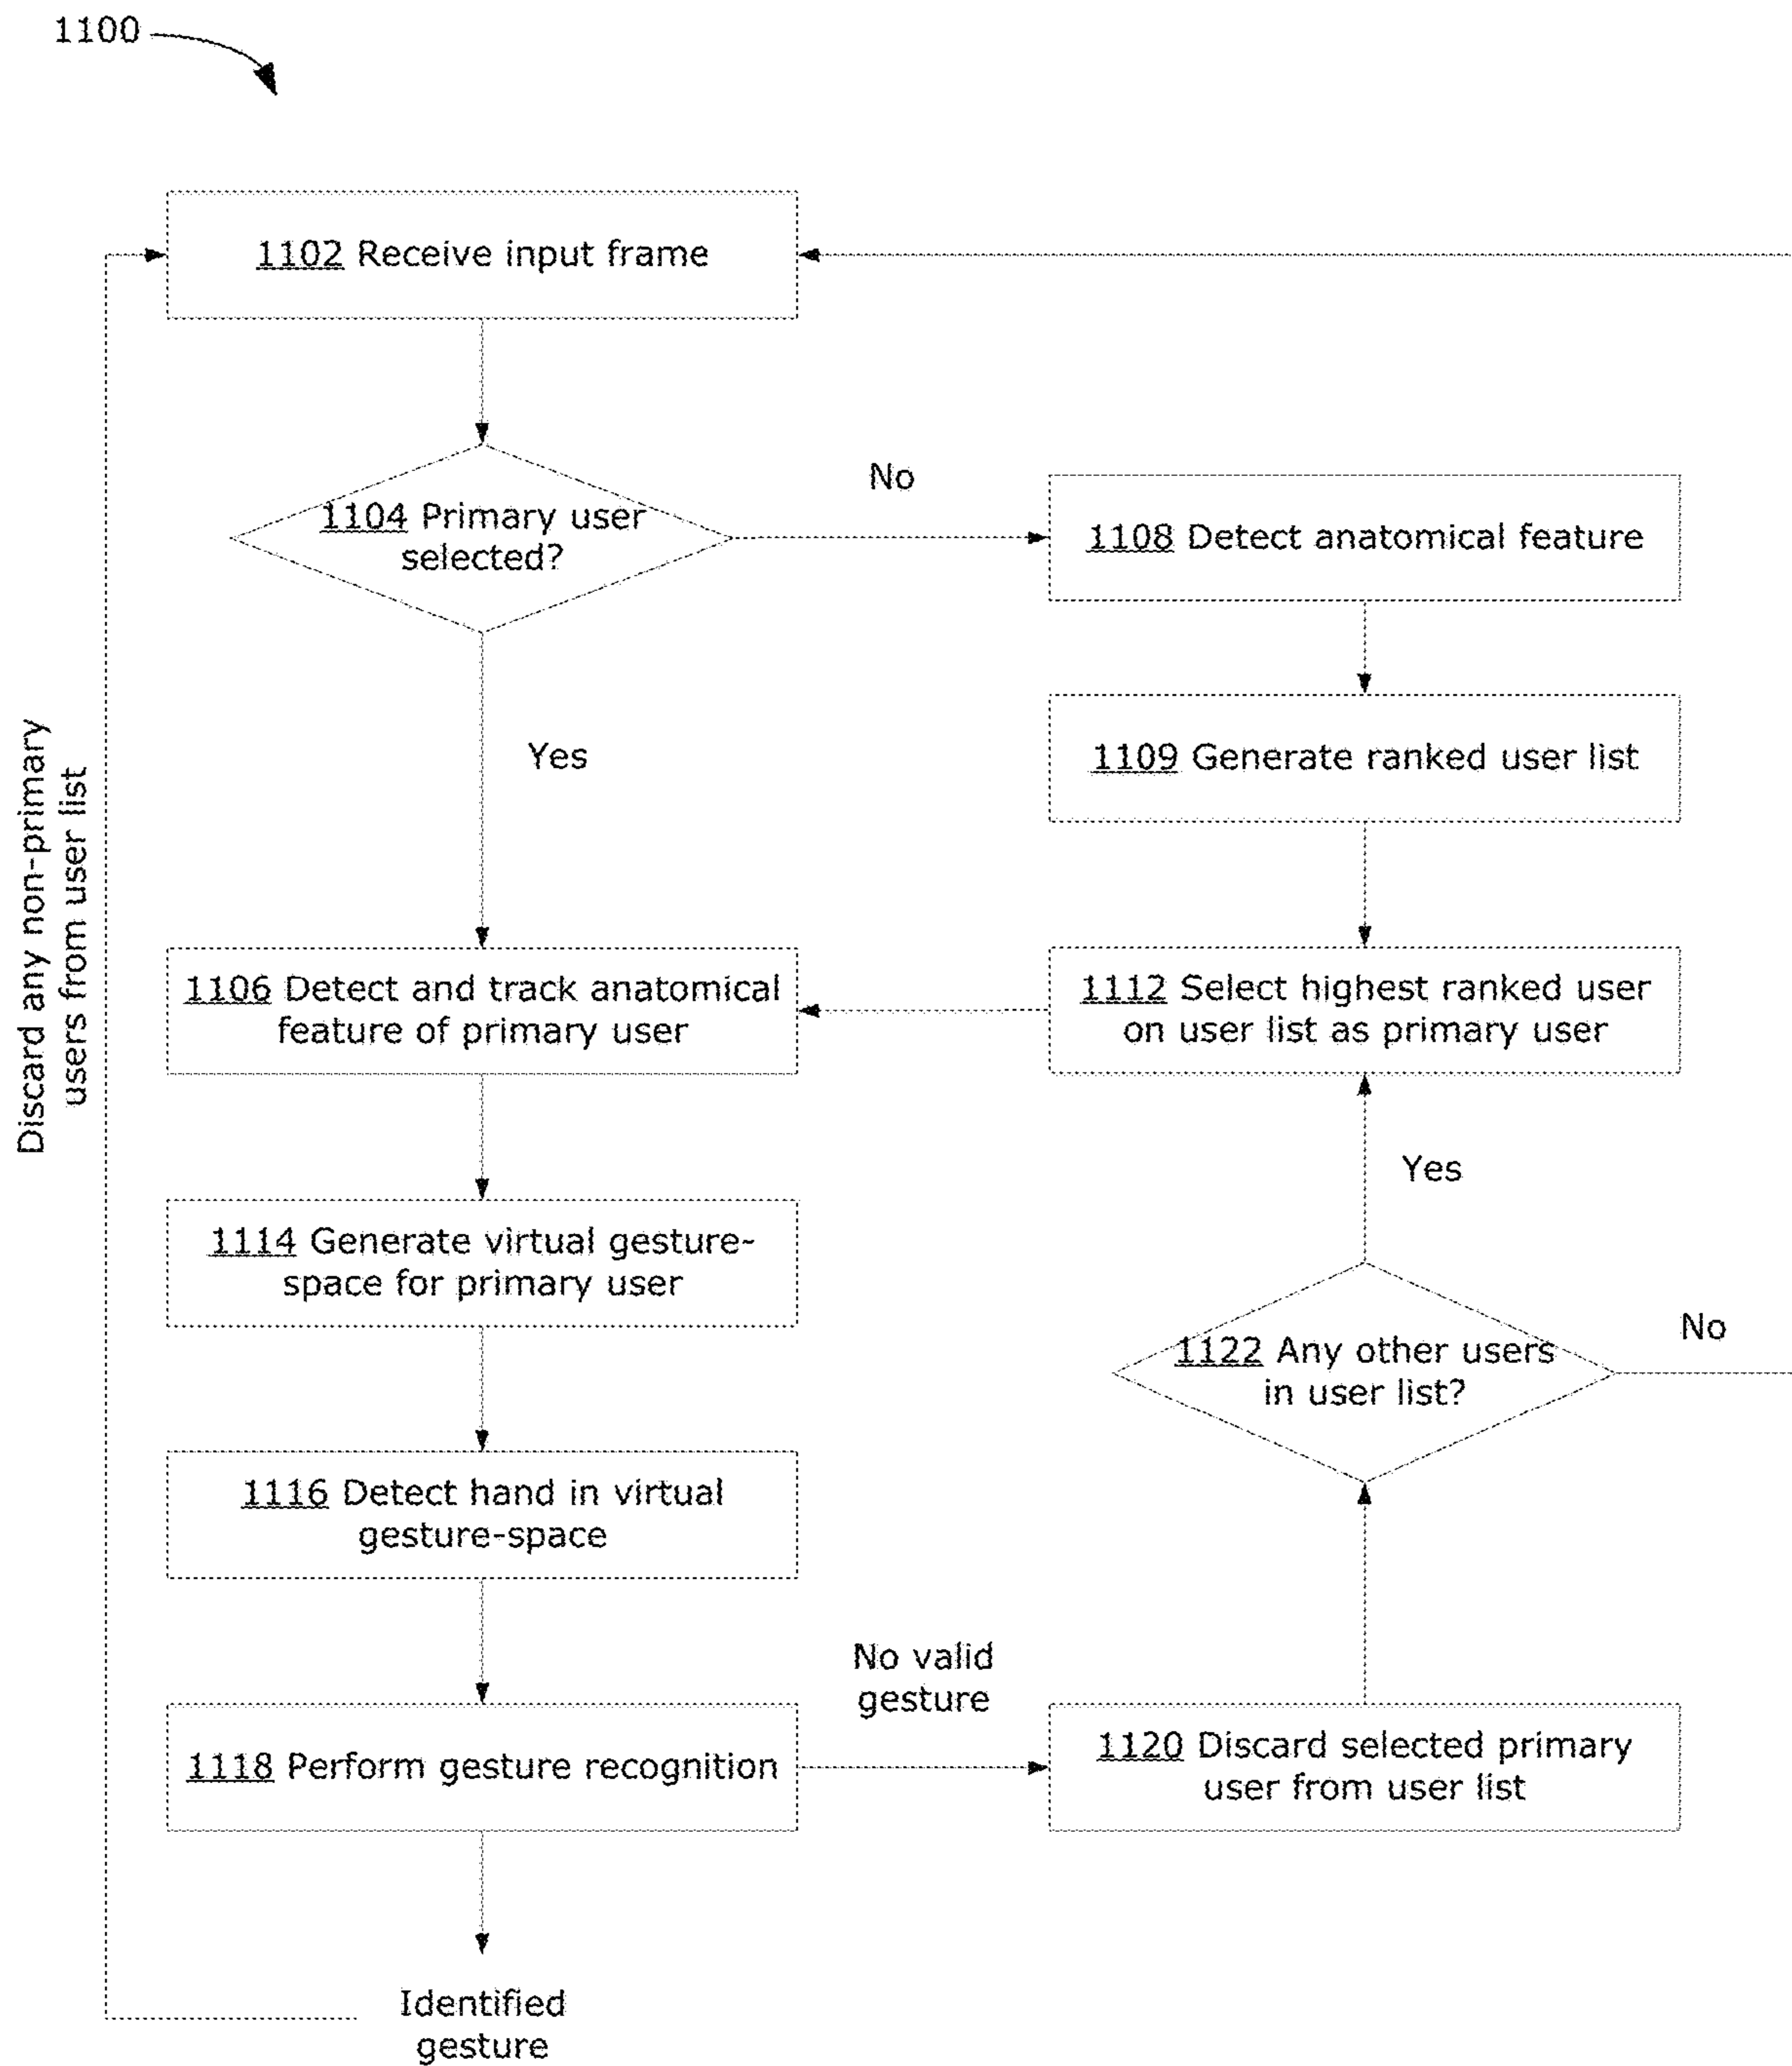 1100
1102 Receive input frame
No
1104 Primary user
selected?
1108 Detect anatomical feature
Yes
1109 Generate ranked user list
Discard any non-primary
users from user list
1106 Detect and track anatomical
feature of primary user
1112 Select highest ranked user
on user list as primary user
Yes
1114 Generate virtual gesture-
space for primary user
No
1122 Any other users
in user list?
1116 Detect hand in virtual
gesture-space
No valid
gesture
1118 Perform gesture recognition
1120 Discard selected primary
user from user list
Identified
gesture